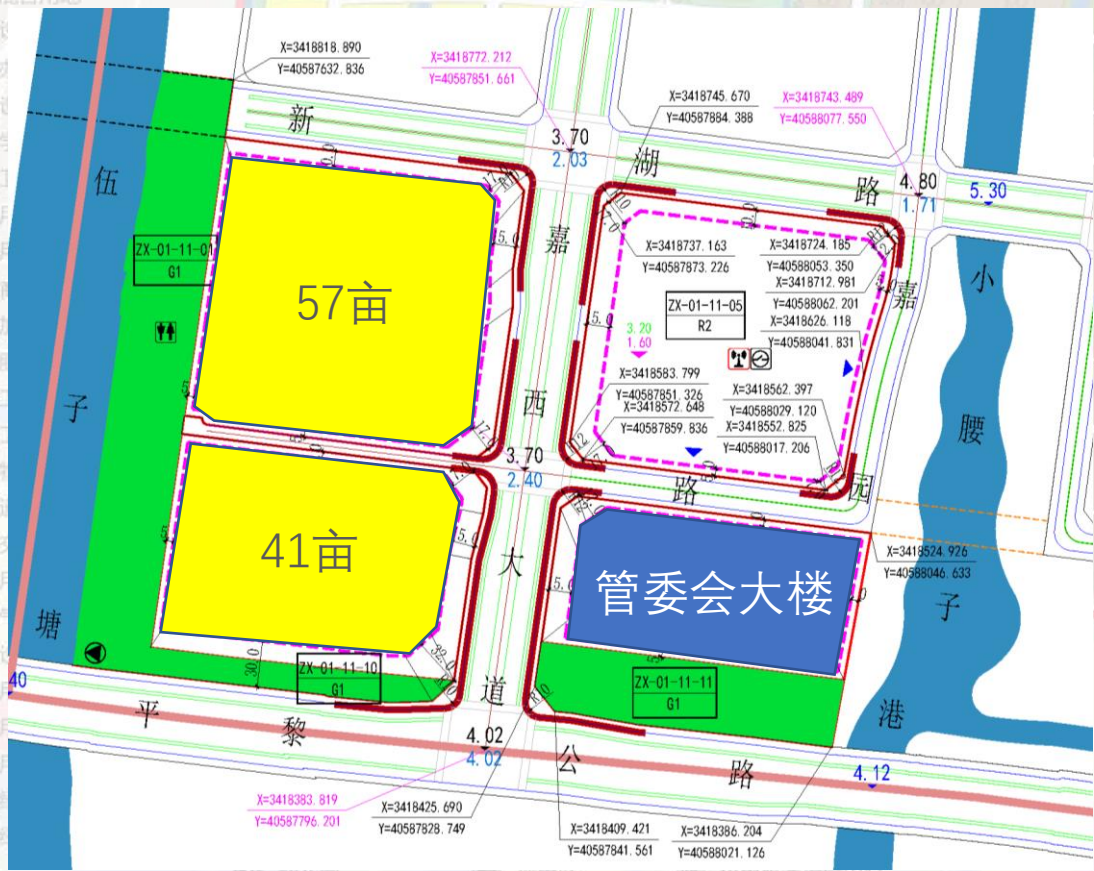 X=3418818.890
Y=40587632.836
X=3418772.212
Y=40587851.661
X=3418745.670
Y=40587884.388
X=3418743.489
Y=40588077.550
新
湖
路
3.70
2.03
4.80
1.71
5.30
伍
子
塘
ZX-01-11-01
G1
57亩
嘉
西
大
道
X=3418737.163
Y=40587873.226
X=3418724.185
Y=40588053.350
X=3418712.981
Y=40588062.201
X=3418626.118
Y=40588041.831
ZX-01-11-05
R2
3.20
1.60
X=3418583.799
Y=40587851.326
X=3418572.648
Y=40587859.836
X=3418562.397
Y=40588029.120
X=3418552.825
Y=40588017.206
嘉
园
路
小
腰
子
港
3.70
2.40
41亩
管委会大楼
X=3418524.926
Y=40588046.633
30.0
32.0
R10
ZX-01-11-10
G1
ZX-01-11-11
G1
40
平
黎
公
路
4.02
4.02
4.12
X=3418383.819
Y=40587796.201
X=3418425.690
Y=40587828.749
X=3418409.421
Y=40587841.561
X=3418386.204
Y=40588021.126